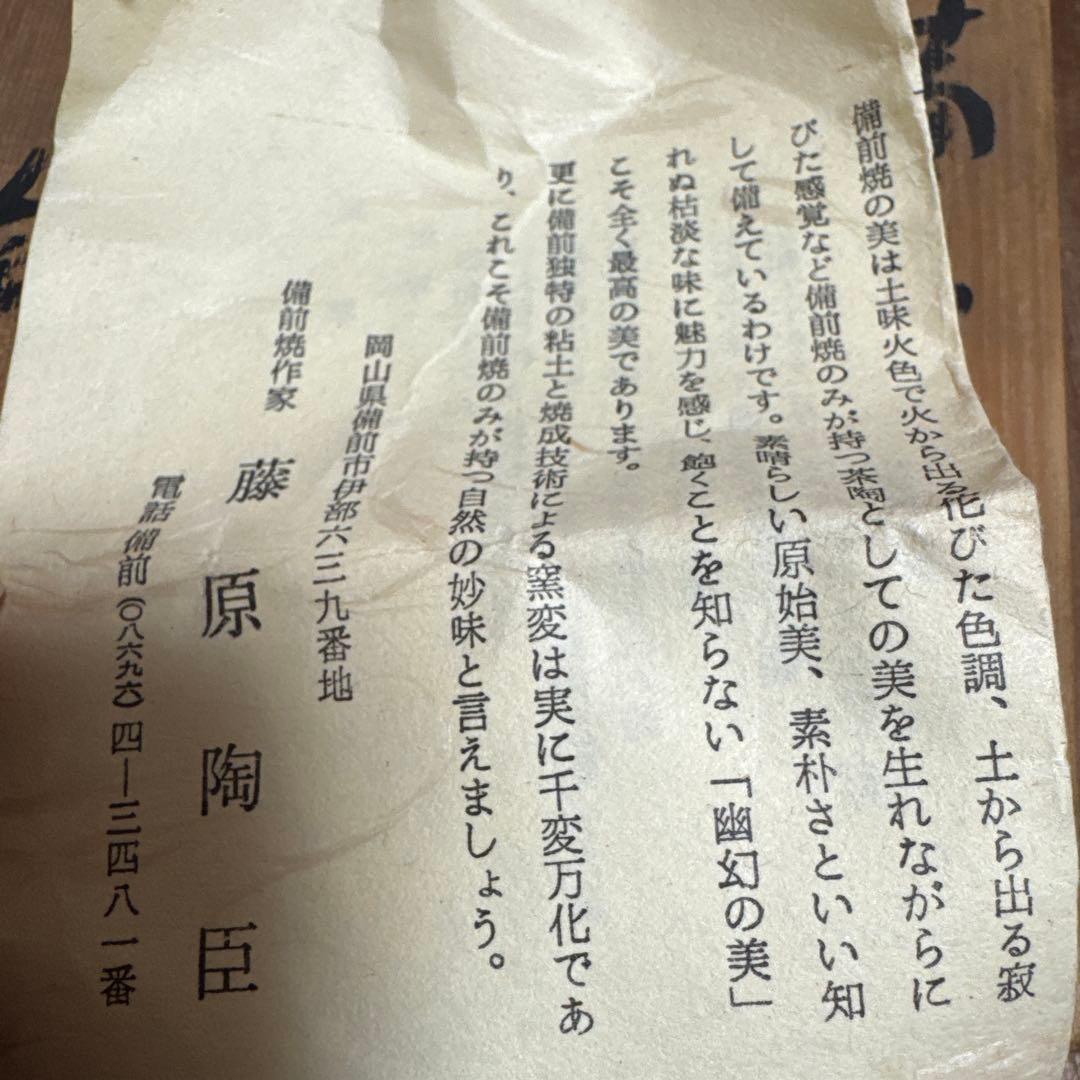 備前焼の美は土味火色で火から出る侘びた色調、土から出る寂
びた感覚など備前焼のみが持つ茶陶としての美を生れながらに
して備えているわけです。素晴らしい原始美、素朴さといい知
れぬ枯淡な味に魅力を感じ、飽くことを知らない「幽幻の美」
こそ全く最高の美であります。
更に備前独特の粘土と焼成技術による窯変は実に千変万化であ
り、これこそ備前焼のみが持つ自然の妙味と言えましょう。
岡山県備前市伊部六三九番地
備前焼作家 藤原陶臣
電話備前(〇八六九六)四―三四八一番